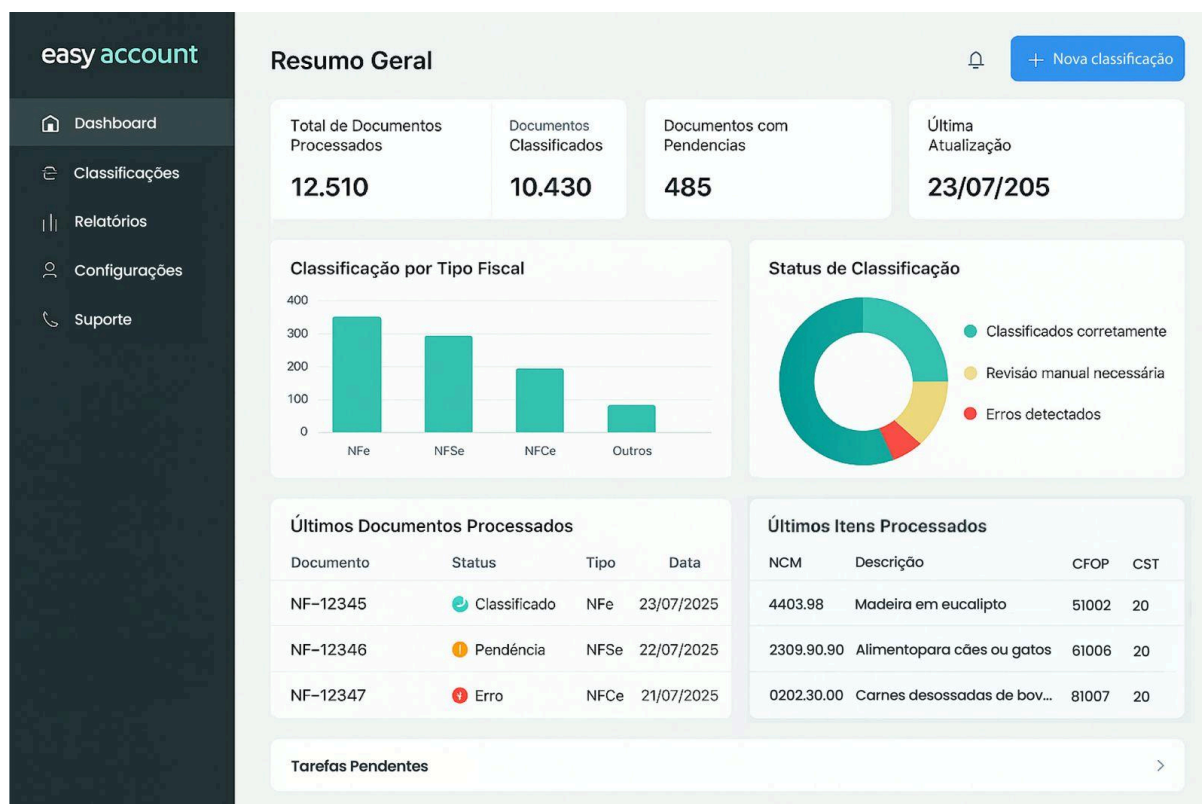 easy account
Dashboard
Classificações
Relatórios
Configurações
Suporte
Resumo Geral
+ Nova classificação
Total de Documentos
Processados
12.510
Documentos
Classificados
10.430
Documentos com
Pendencias
485
Última
Atualização
23/07/205
Classificação por Tipo Fiscal
400
300
200
100
0
NFe NFSe NFCe Outros
Status de Classificação
Classificados corretamente
Revisáo manual necessária
Erros detectados
Últimos Documentos Processados
Documento Status Tipo Data
NF-12345 Classificado NFe 23/07/2025
NF-12346 Pendéncia NFSe 22/07/2025
NF-12347 Erro NFCe 21/07/2025
Últimos Itens Processados
NCM Descrição CFOP CST
4403.98 Madeira em eucalipto 51002 20
2309.90.90 Alimentopara cães ou gatos 61006 20
0202.30.00 Carnes desossadas de bov... 81007 20
Tarefas Pendentes